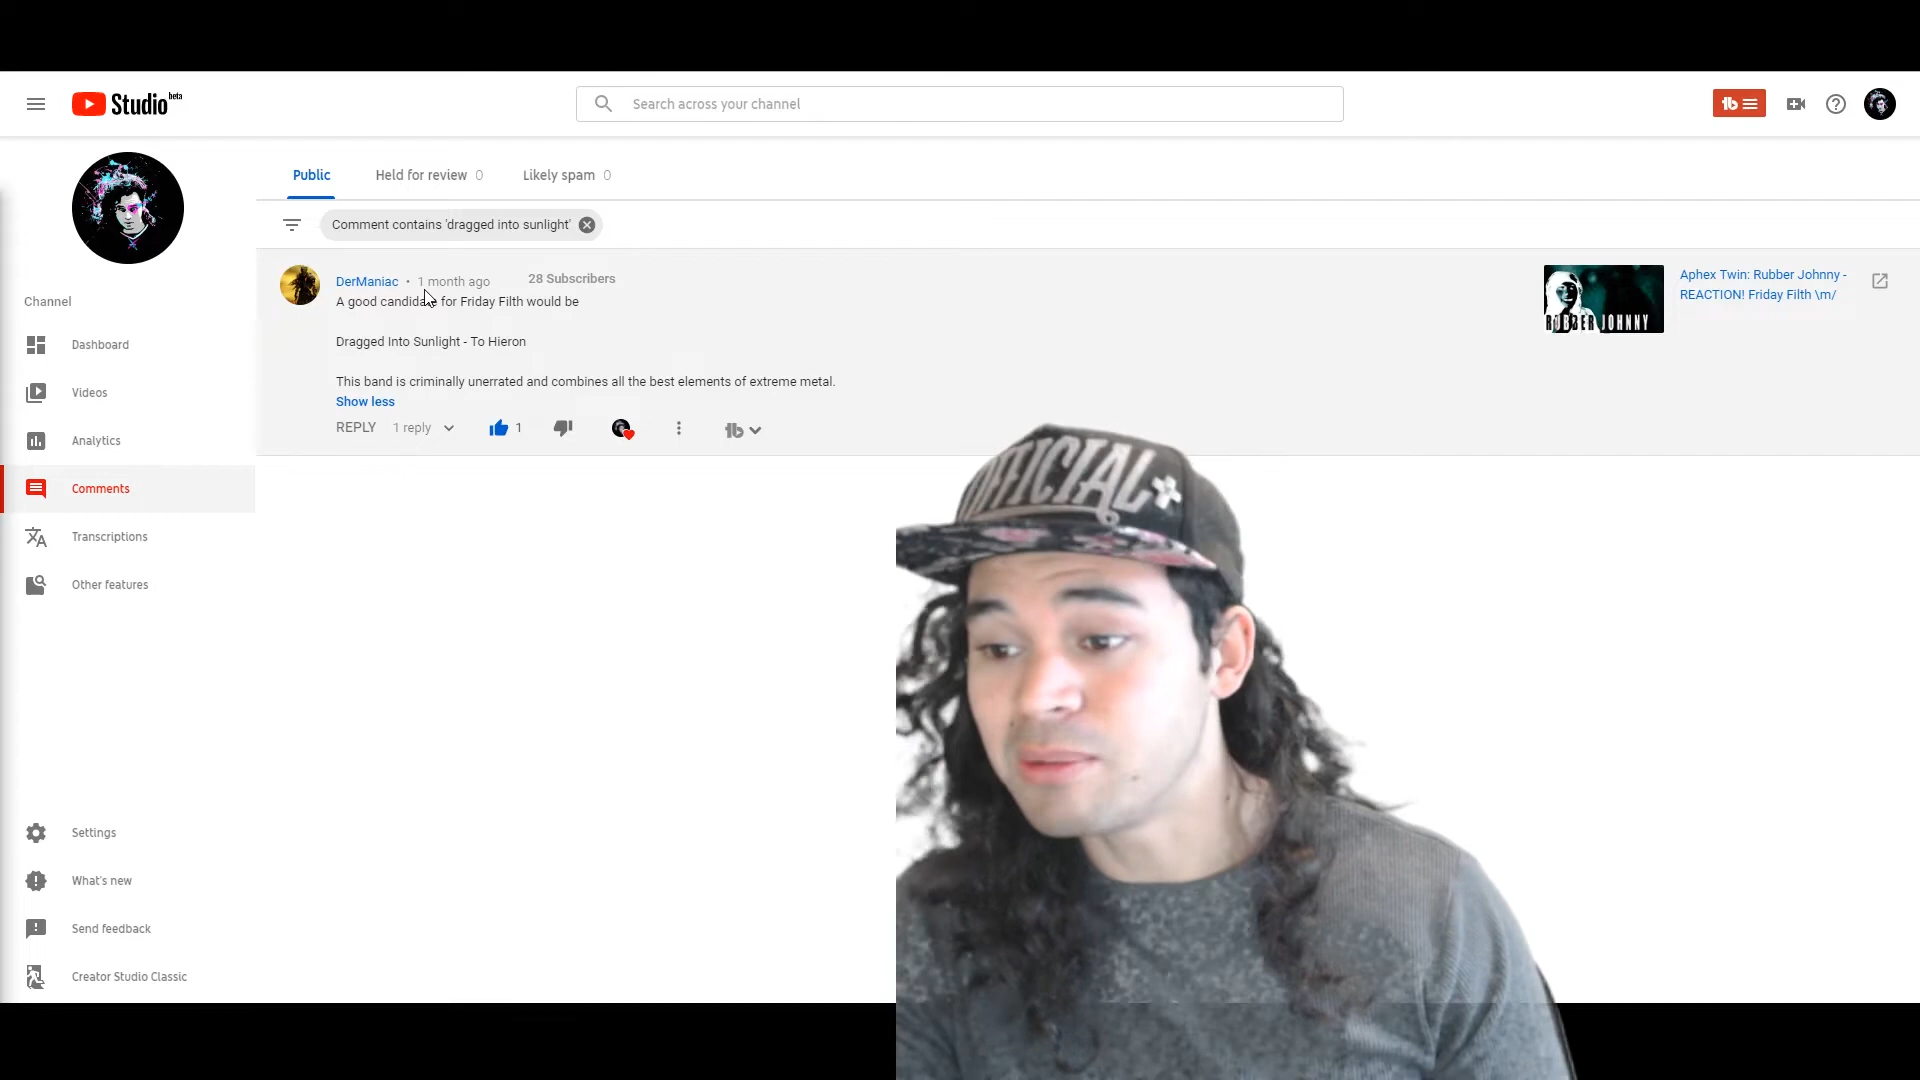 Studio beta
Search across your channel
Public
Held for review 0
Likely spam 0
Comment contains 'dragged into sunlight'
DerManiac • 1 month ago
28 Subscribers
A good candidate for Friday Filth would be
Dragged Into Sunlight - To Hieron
This band is criminally unerrated and combines all the best elements of extreme metal.
Show less
REPLY
1 reply
1
RUBBER JOHNNY
Aphex Twin: Rubber Johnny -
REACTION! Friday Filth \m/
Channel
Dashboard
Videos
Analytics
Comments
Transcriptions
Other features
Settings
What's new
Send feedback
Creator Studio Classic
OFFICIAL